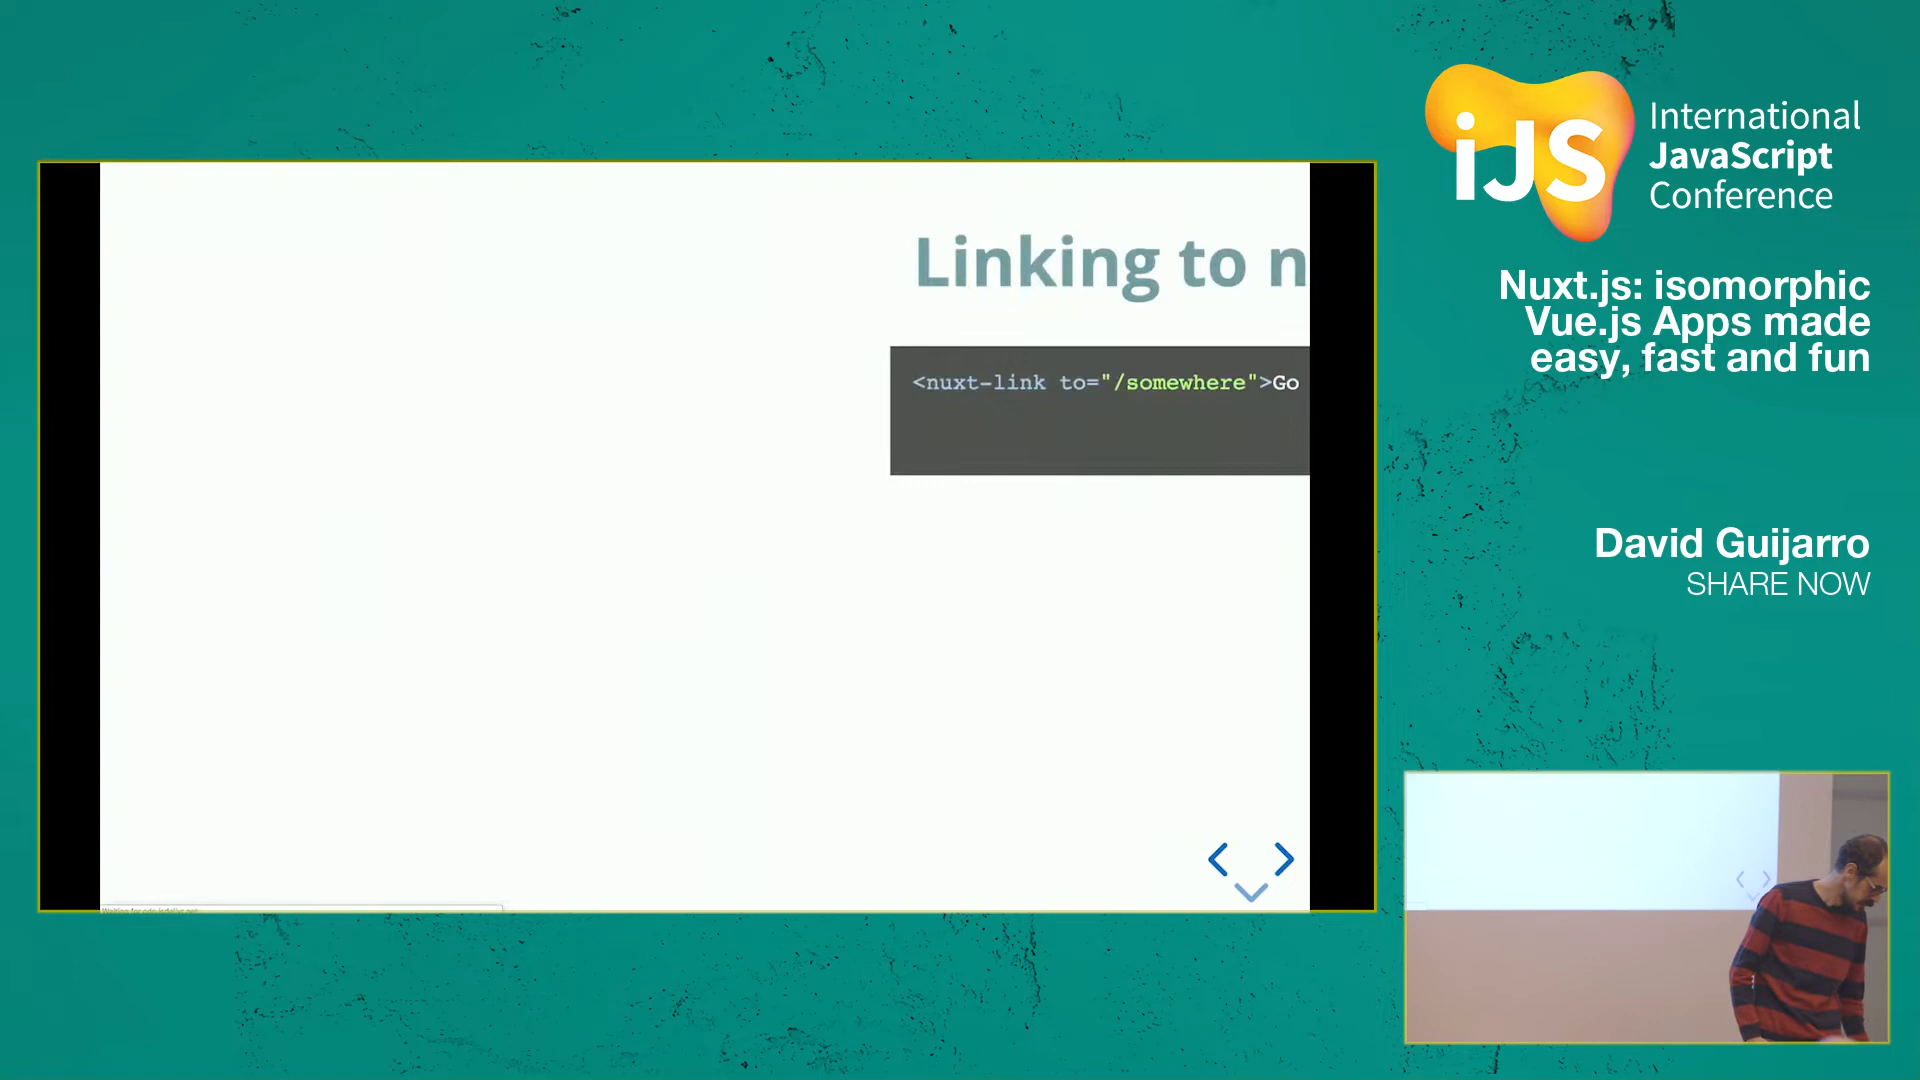 Linking to n
<nuxt-link to="/somewhere">Go
iJS
International
JavaScript
Conference
Nuxt.js: isomorphic
Vue.js Apps made
easy, fast and fun
David Guijarro
SHARE NOW